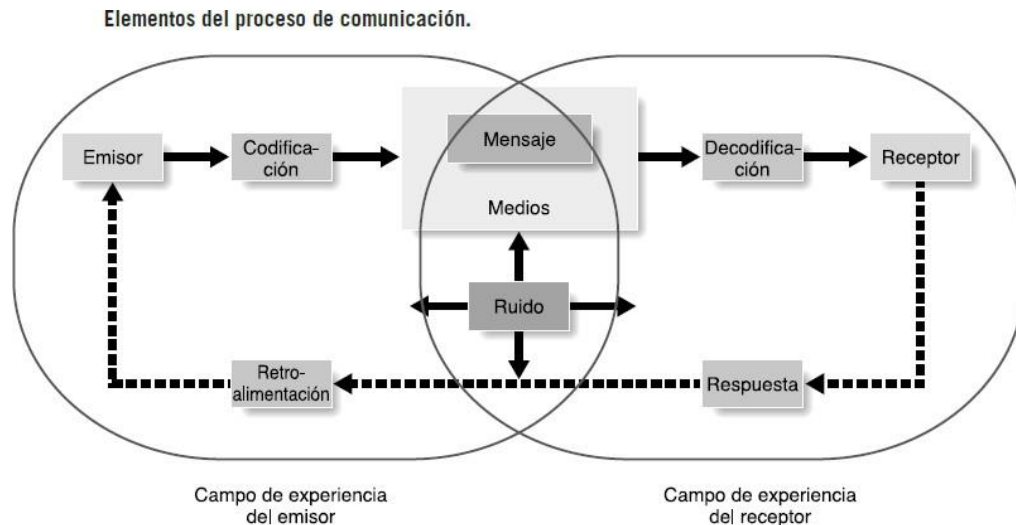 Elementos del proceso de comunicación.
Emisor
Codifica-
ción
Mensaje
Medios
Decodifica-
ción
Receptor
Ruido
Retro-
alimentación
Respuesta
Campo de experiencia
del emisor
Campo de experiencia
del receptor